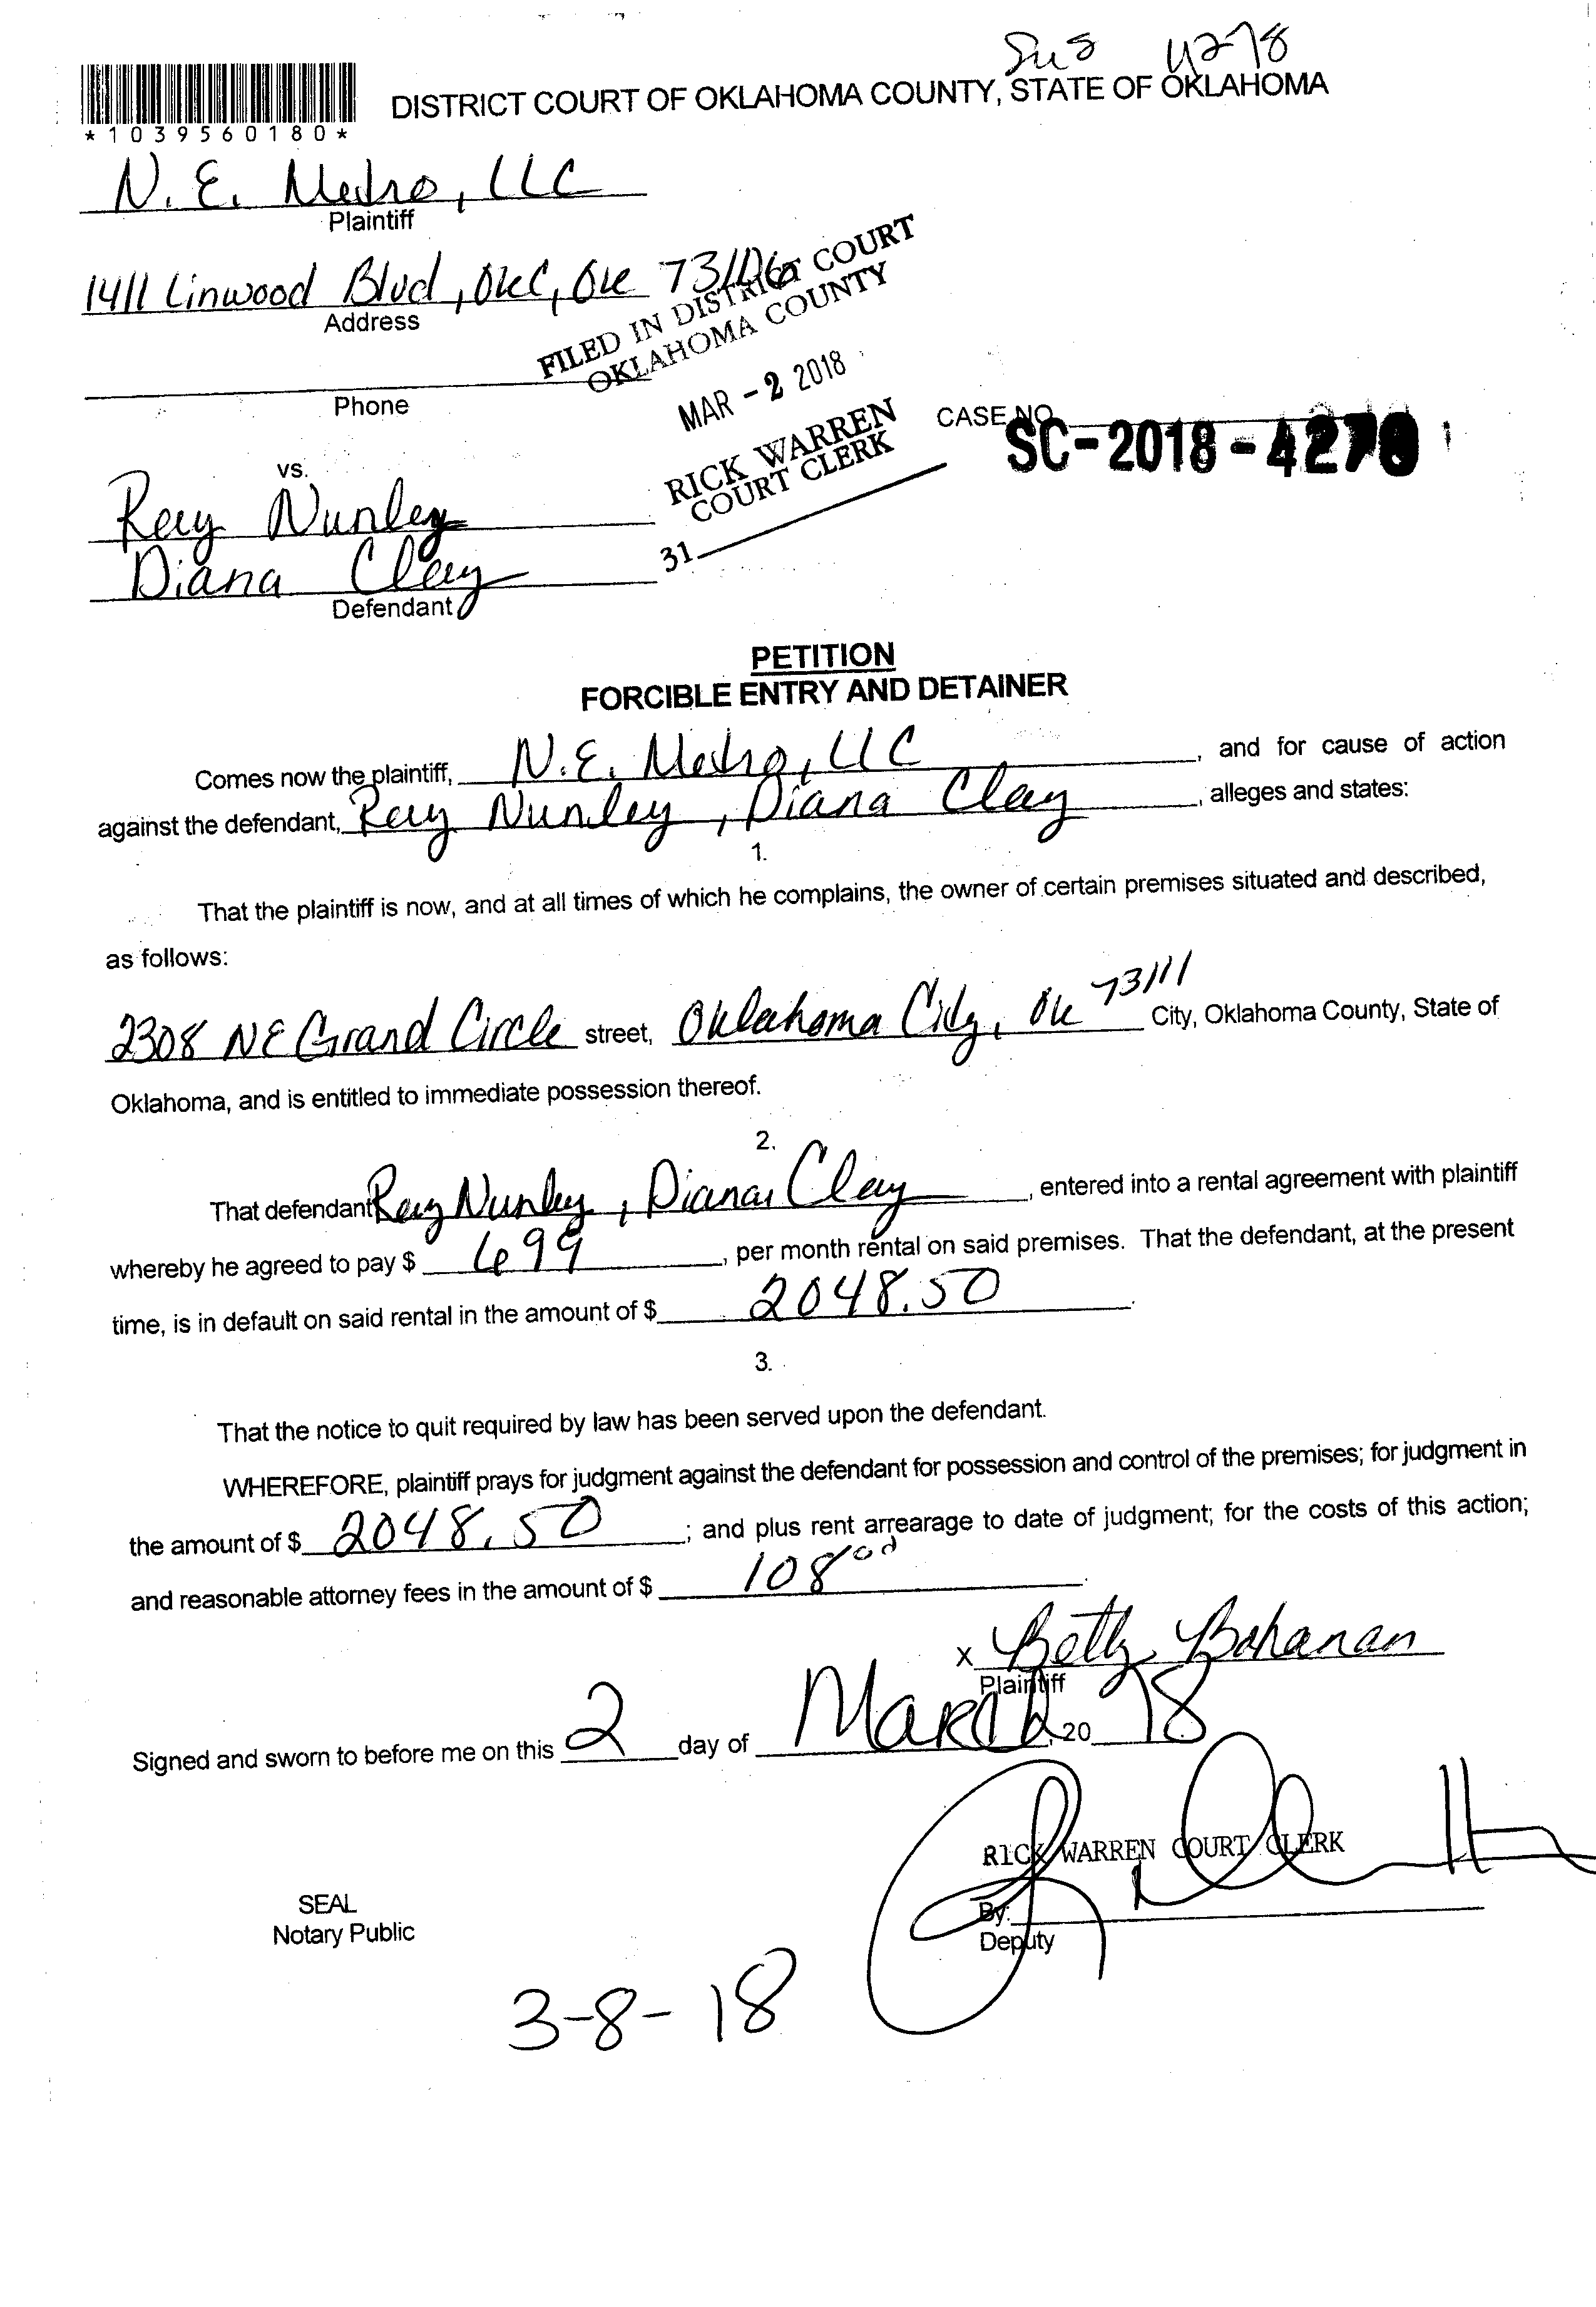 4278
DISTRICT COURT OF OKLAHOMA COUNTY, STATE OF OKLAHOMA
*1039560180*
N. E. Metro, LLC
Plaintiff
1411 Linwood Blvd, OKC, OK 73106
Address
FILED IN DISTRICT COURT
OKLAHOMA COUNTY
Phone
MAR - 2 2018
RICK WARREN
COURT CLERK
31
CASE NO.
SC-2018-4278
vs.
Ray Nunley
Diana Clay
Defendant
PETITION
FORCIBLE ENTRY AND DETAINER
Comes now the plaintiff, N.E. Metro, LLC, and for cause of action
against the defendant, Ray Nunley, Diana Clay, alleges and states:
1.
That the plaintiff is now, and at all times of which he complains, the owner of certain premises situated and described,
as follows:
2308 NE Grand Circle street, Oklahoma City, OK 73111 City, Oklahoma County, State of
Oklahoma, and is entitled to immediate possession thereof.
2.
That defendant Ray Nunley, Diana Clay, entered into a rental agreement with plaintiff
whereby he agreed to pay $ 699, per month rental on said premises. That the defendant, at the present
time, is in default on said rental in the amount of $ 2048.50.
3.
That the notice to quit required by law has been served upon the defendant.
WHEREFORE, plaintiff prays for judgment against the defendant for possession and control of the premises; for judgment in
the amount of $ 2048.50; and plus rent arrearage to date of judgment; for the costs of this action;
and reasonable attorney fees in the amount of $ 108 00.
x Betty Bohanan
Plaintiff
Signed and sworn to before me on this 2 day of March, 20 18
RICK WARREN COURT CLERK
By:
Deputy
SEAL
Notary Public
3-8-18